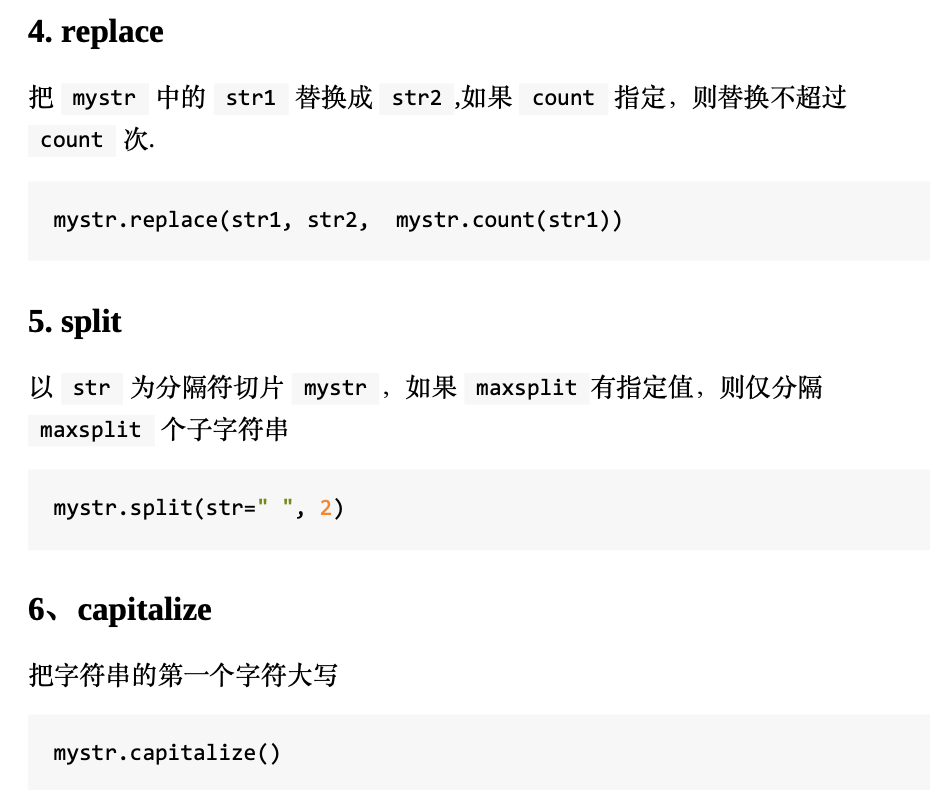 4. replace
把 mystr 中的 str1 替换成 str2 ,如果 count 指定，则替换不超过
count 次.
mystr.replace(str1, str2,  mystr.count(str1))
5. split
以 str 为分隔符切片 mystr ，如果 maxsplit 有指定值，则仅分隔
maxsplit 个子字符串
mystr.split(str=" ", 2)
6、capitalize
把字符串的第一个字符大写
mystr.capitalize()